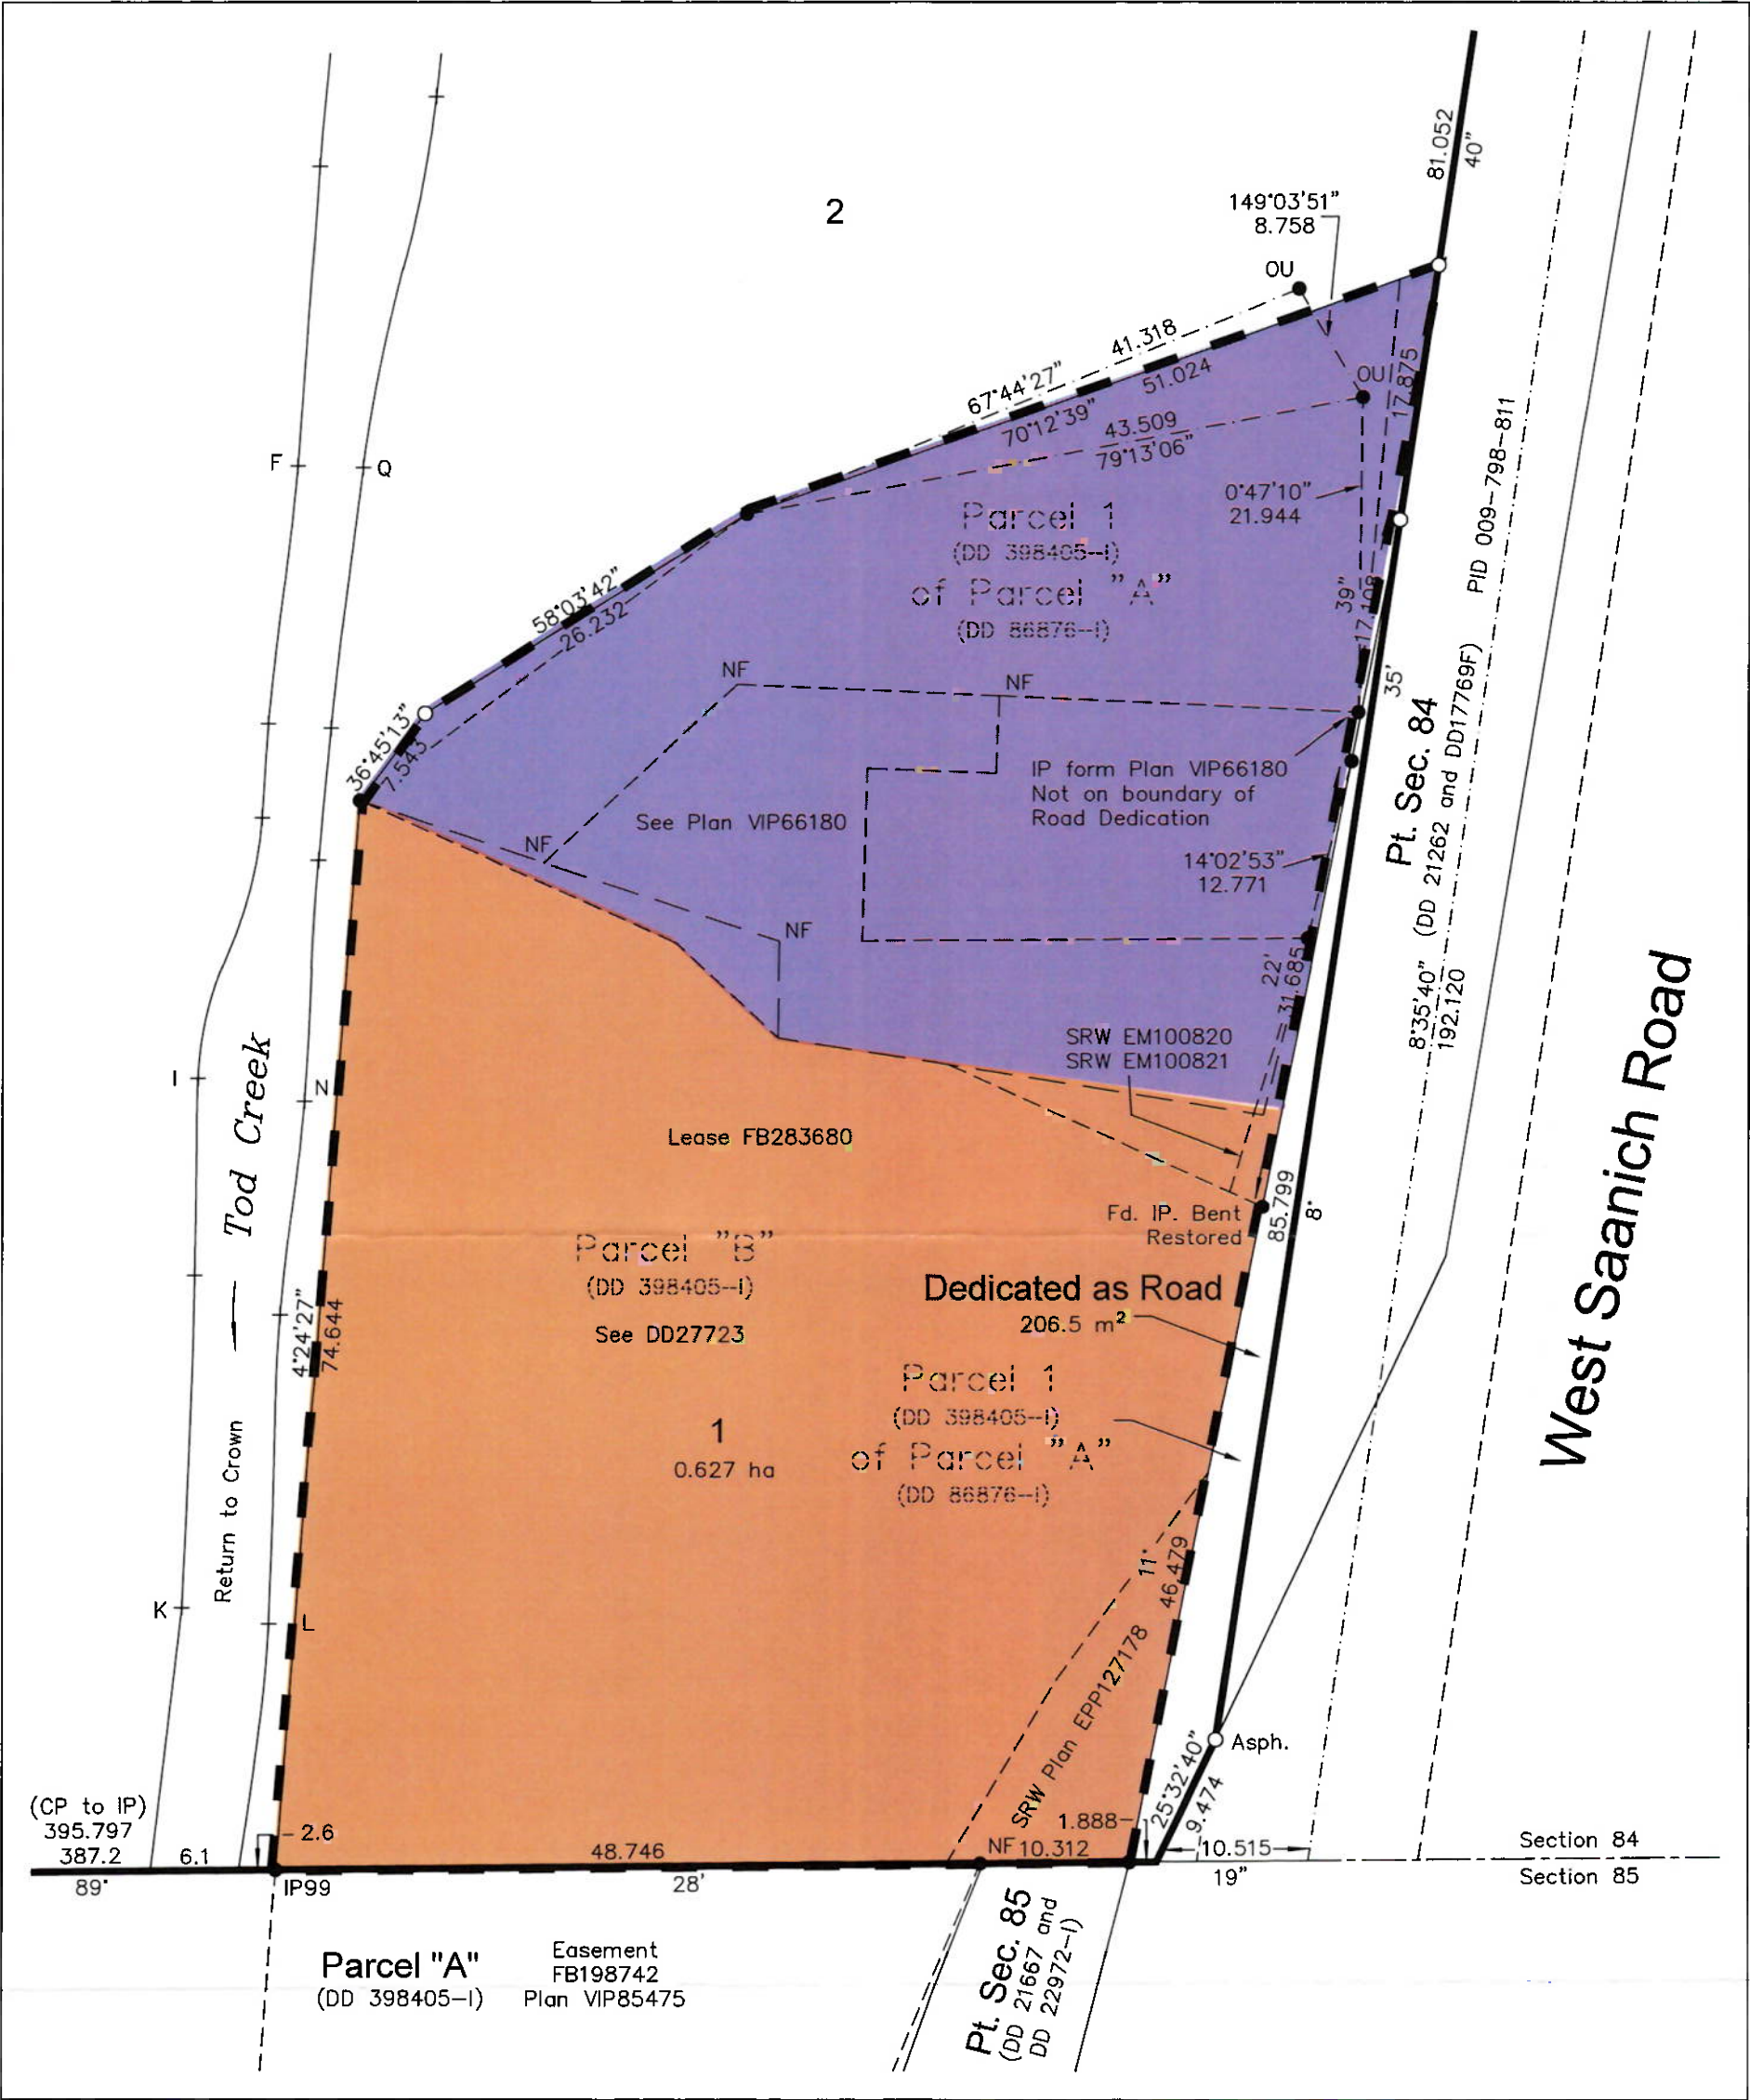 81.052
40"
2
149°03'51"
8.758
OU
41.318
67°44'27"
51.024
70°12'39"
OU
17.875
43.509
79°13'06"
F
Q
0°47'10"
21.944
Parcel 1
(DD 398405-I)
of Parcel "A"
(DD 86876-I)
PID 009-798-811
58°03'42"
26.232
39"
17.108
NF
NF
35'
36°45'13"
7.543
IP form Plan VIP66180
Not on boundary of
Road Dedication
See Plan VIP66180
Pt. Sec. 84
(DD 21262 and DD17769F)
NF
14°02'53"
12.771
NF
22'
31.685
8°35'40"
192.120
SRW EM100820
SRW EM100821
I
N
Tod Creek
West Saanich Road
Lease FB283680
85.799
8°
Fd. IP. Bent
Restored
Parcel "B"
(DD 398405-I)
See DD27723
Dedicated as Road
206.5 m²
4°24'27"
74.644
Parcel 1
(DD 398405-I)
of Parcel "A"
(DD 86876-I)
1
0.627 ha
Return to Crown
11°
46.479
K
L
SRW Plan EPP127178
25°32'40"
9.474
Asph.
(CP to IP)
395.797
387.2
6.1
2.6
48.746
1.888
NF 10.312
10.515
Section 84
89°
IP99
28'
19"
Section 85
Parcel "A"
(DD 398405-I)
Easement
FB198742
Plan VIP85475
Pt. Sec. 85
(DD 21667 and
DD 22972-I)